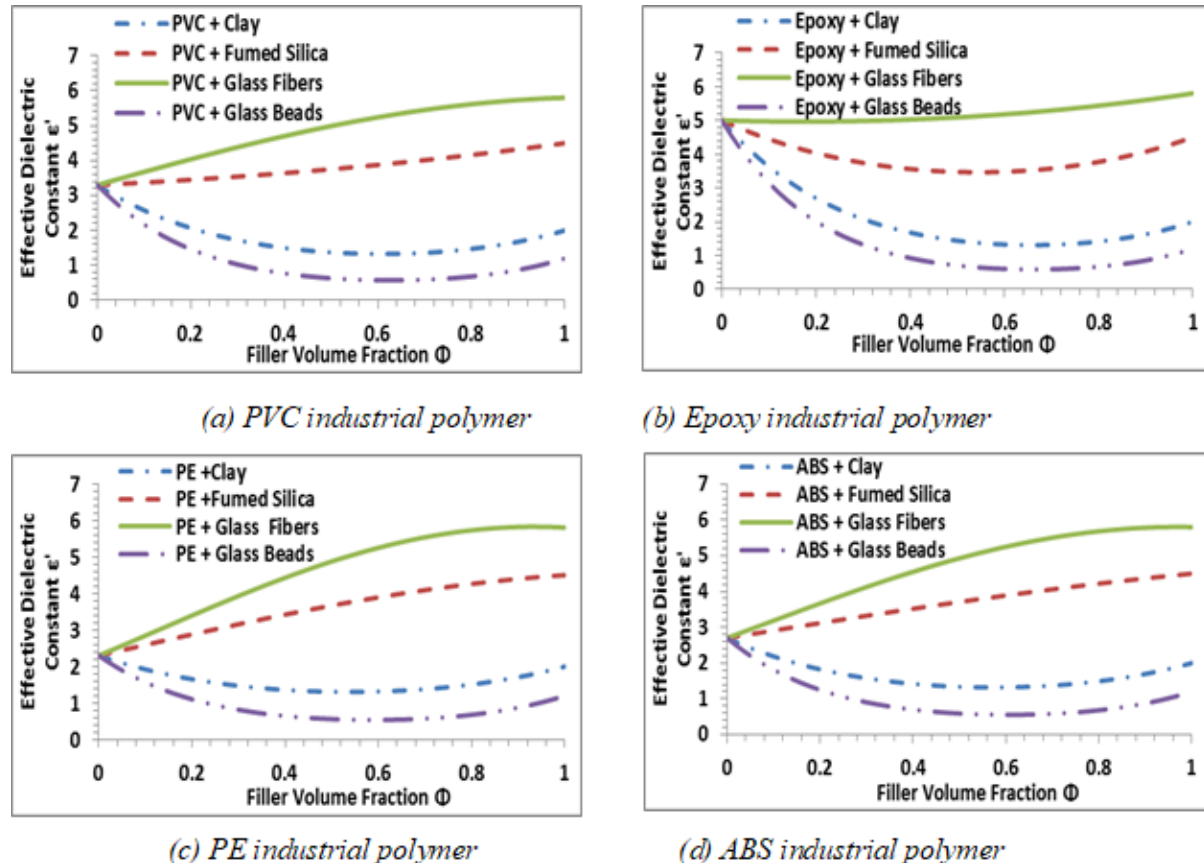 PVC + Clay
PVC + Fumed Silica
PVC + Glass Fibers
PVC + Glass Beads
Effective Dielectric
Constant ε'
7
6
5
4
3
2
1
0
0 0.2 0.4 0.6 0.8 1
Filler Volume Fraction Φ
(a) PVC industrial polymer
Epoxy + Clay
Epoxy + Fumed Silica
Epoxy + Glass Fibers
Epoxy + Glass Beads
Effective Dielectric
Constant ε'
7
6
5
4
3
2
1
0
0 0.2 0.4 0.6 0.8 1
Filler Volume Fraction Φ
(b) Epoxy industrial polymer
PE +Clay
PE +Fumed Silica
PE + Glass Fibers
PE + Glass Beads
Effective Dielectric
Constant ε'
7
6
5
4
3
2
1
0
0 0.2 0.4 0.6 0.8 1
Filler Volume Fraction Φ
(c) PE industrial polymer
ABS + Clay
ABS + Fumed Silica
ABS + Glass Fibers
ABS + Glass Beads
Effective Dielectric
Constant ε'
7
6
5
4
3
2
1
0
0 0.2 0.4 0.6 0.8 1
Filler Volume Fraction Φ
(d) ABS industrial polymer